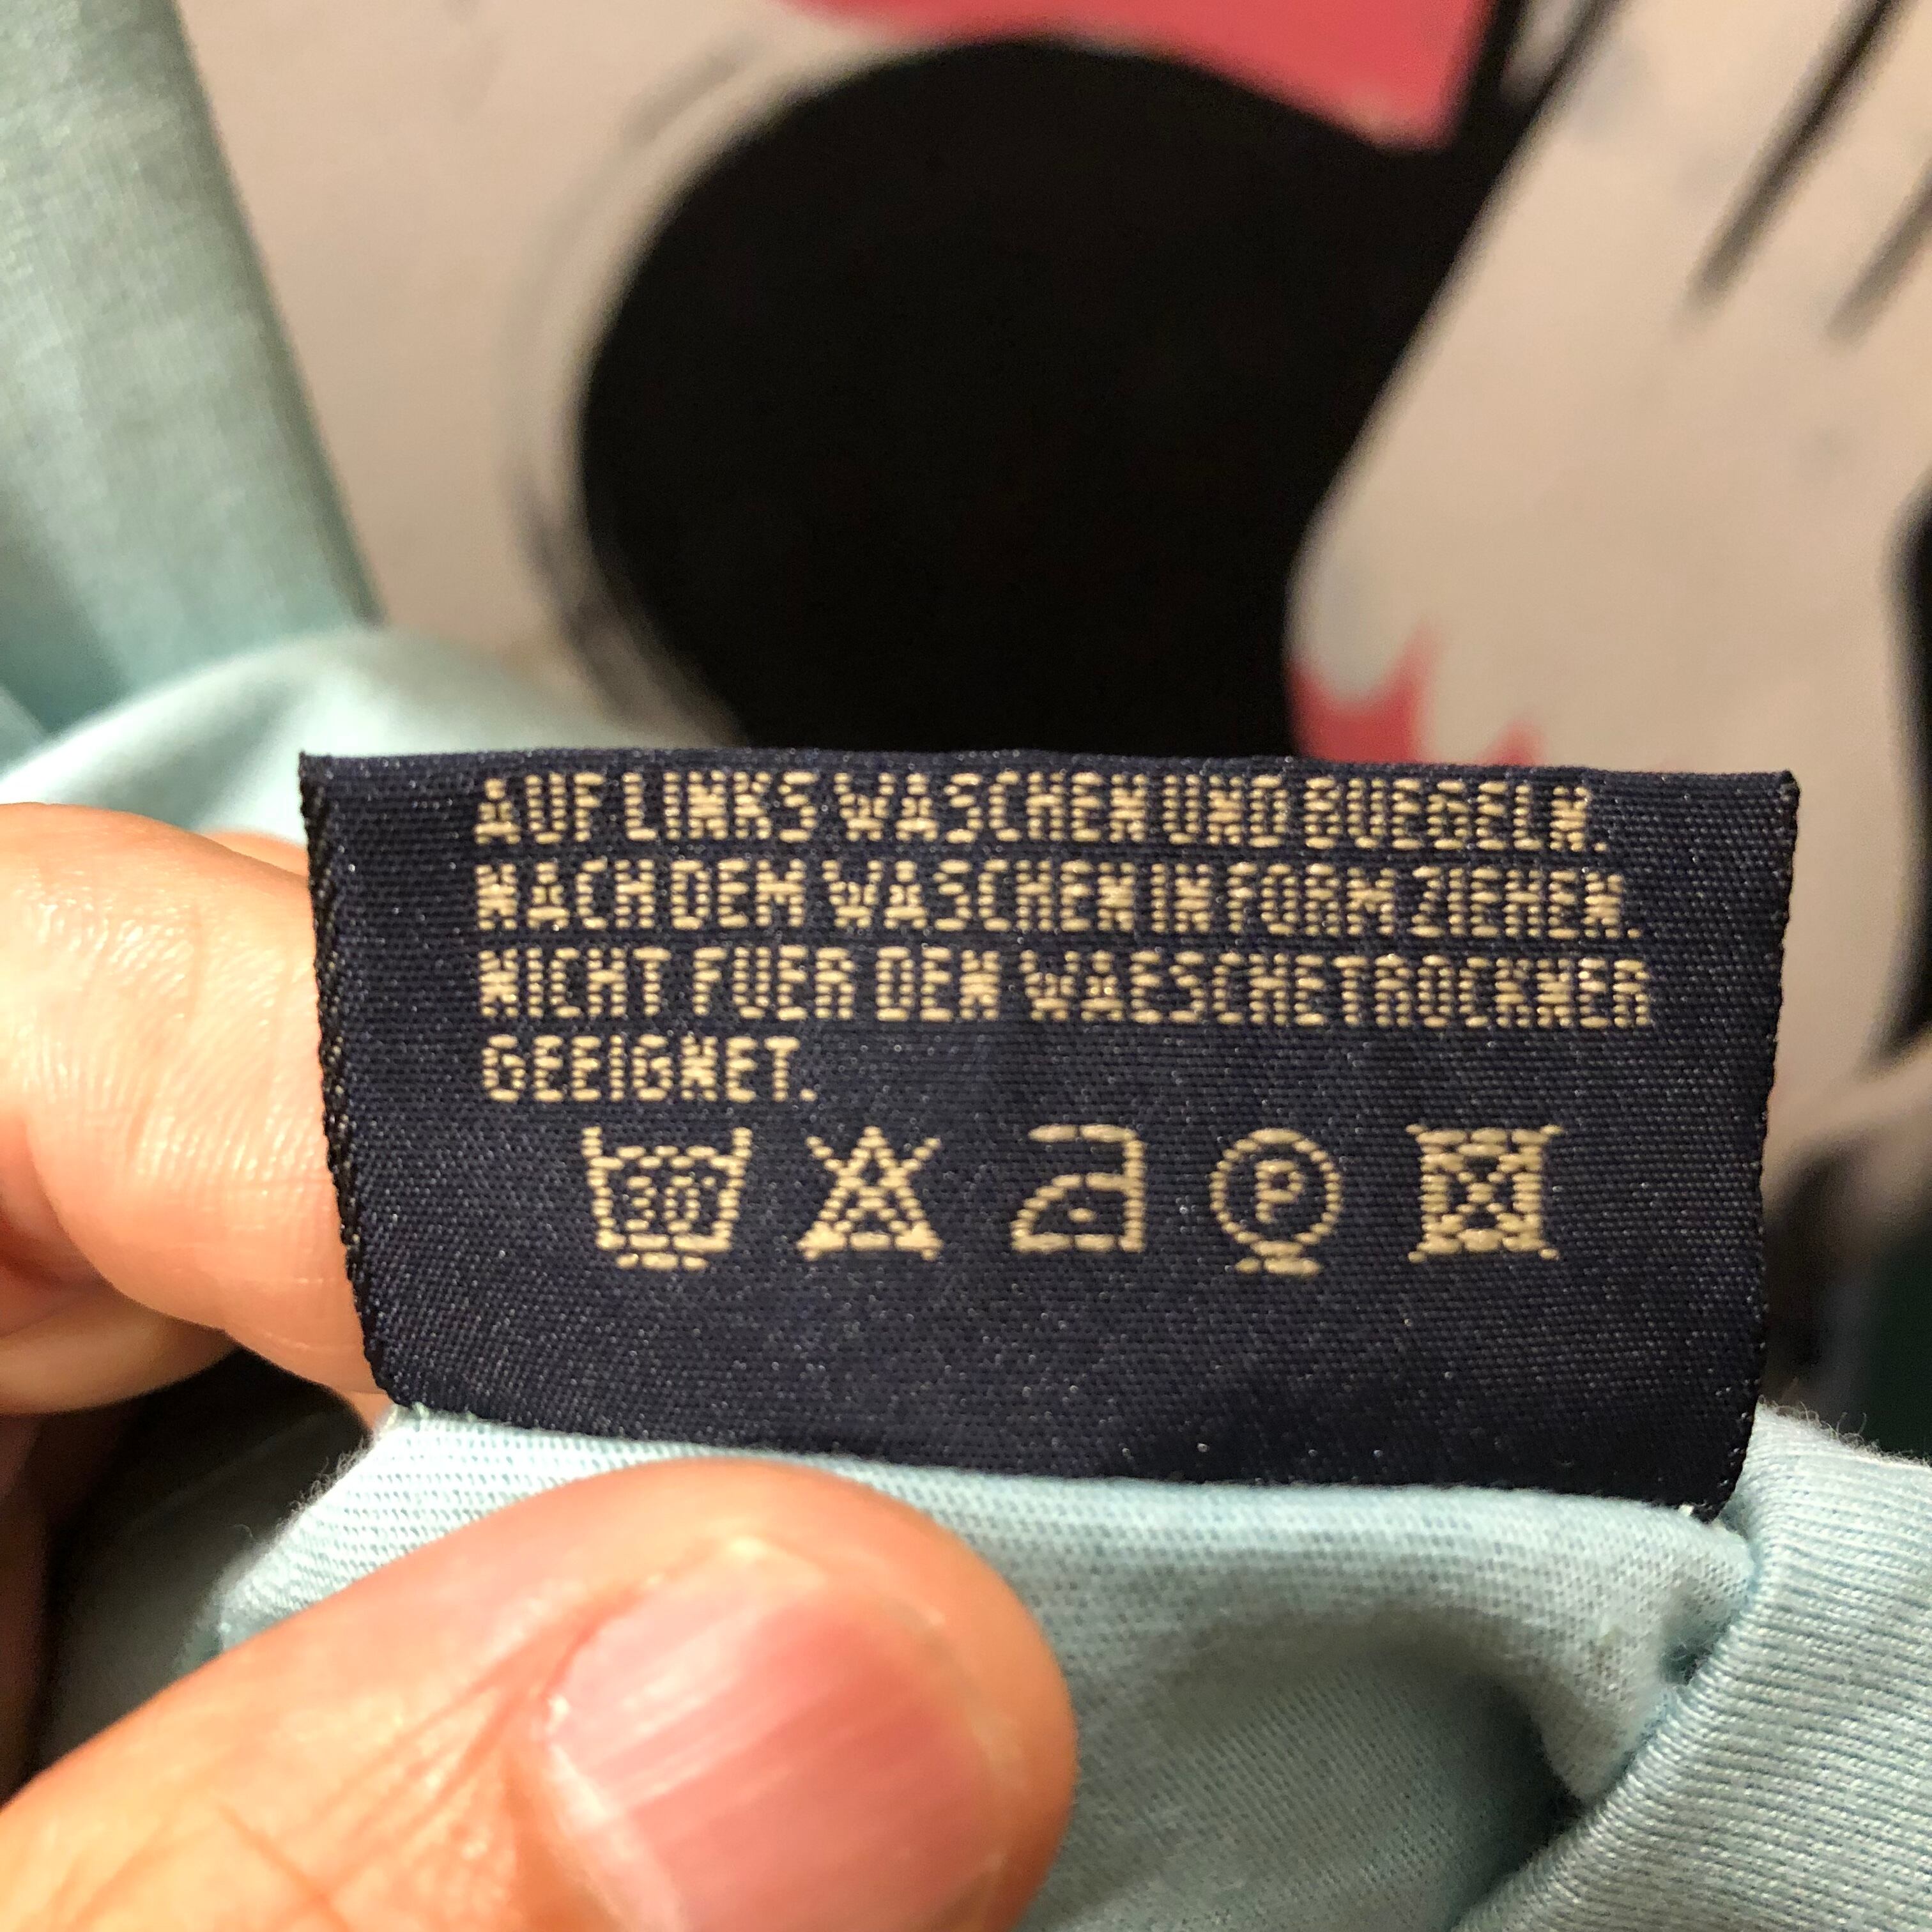 AUF LINKS WASCHEN UND BUEGELN.
NACH DEM WASCHEN IN FORM ZIEHEN.
NICHT FUER DEN WAESCHETROCKNER
GEEIGNET.
30°
P